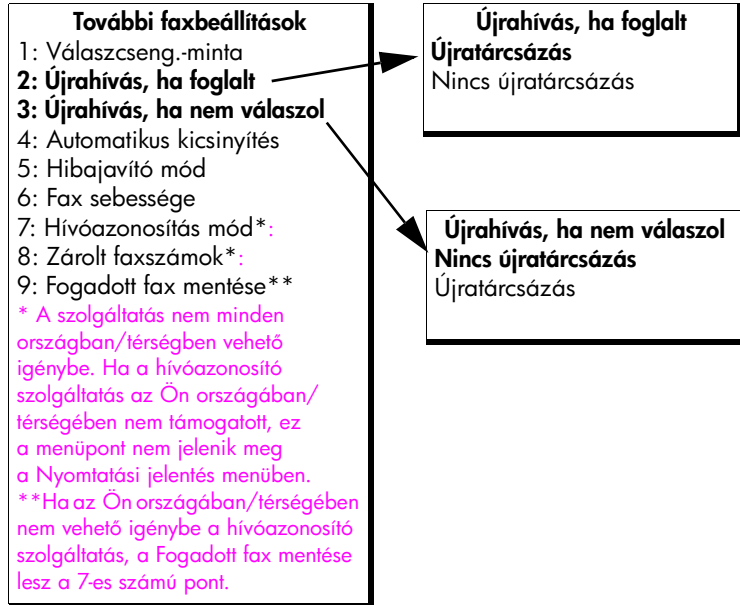 További faxbeállítások
1: Válaszcseng.-minta
2: Újrahívás, ha foglalt
3: Újrahívás, ha nem válaszol
4: Automatikus kicsinyítés
5: Hibajavító mód
6: Fax sebessége
7: Hívóazonosítás mód*:
8: Zárolt faxszámok*:
9: Fogadott fax mentése**
* A szolgáltatás nem minden
országban/térségben vehető
igénybe. Ha a hívóazonosító
szolgáltatás az Ön országában/
térségében nem támogatott, ez
a menüpont nem jelenik meg
a Nyomtatási jelentés menüben.
**Ha az Ön országában/térségében
nem vehető igénybe a hívóazonosító
szolgáltatás, a Fogadott fax mentése
lesz a 7-es számú pont.
Újrahívás, ha foglalt
Újratárcsázás
Nincs újratárcsázás
Újrahívás, ha nem válaszol
Nincs újratárcsázás
Újratárcsázás